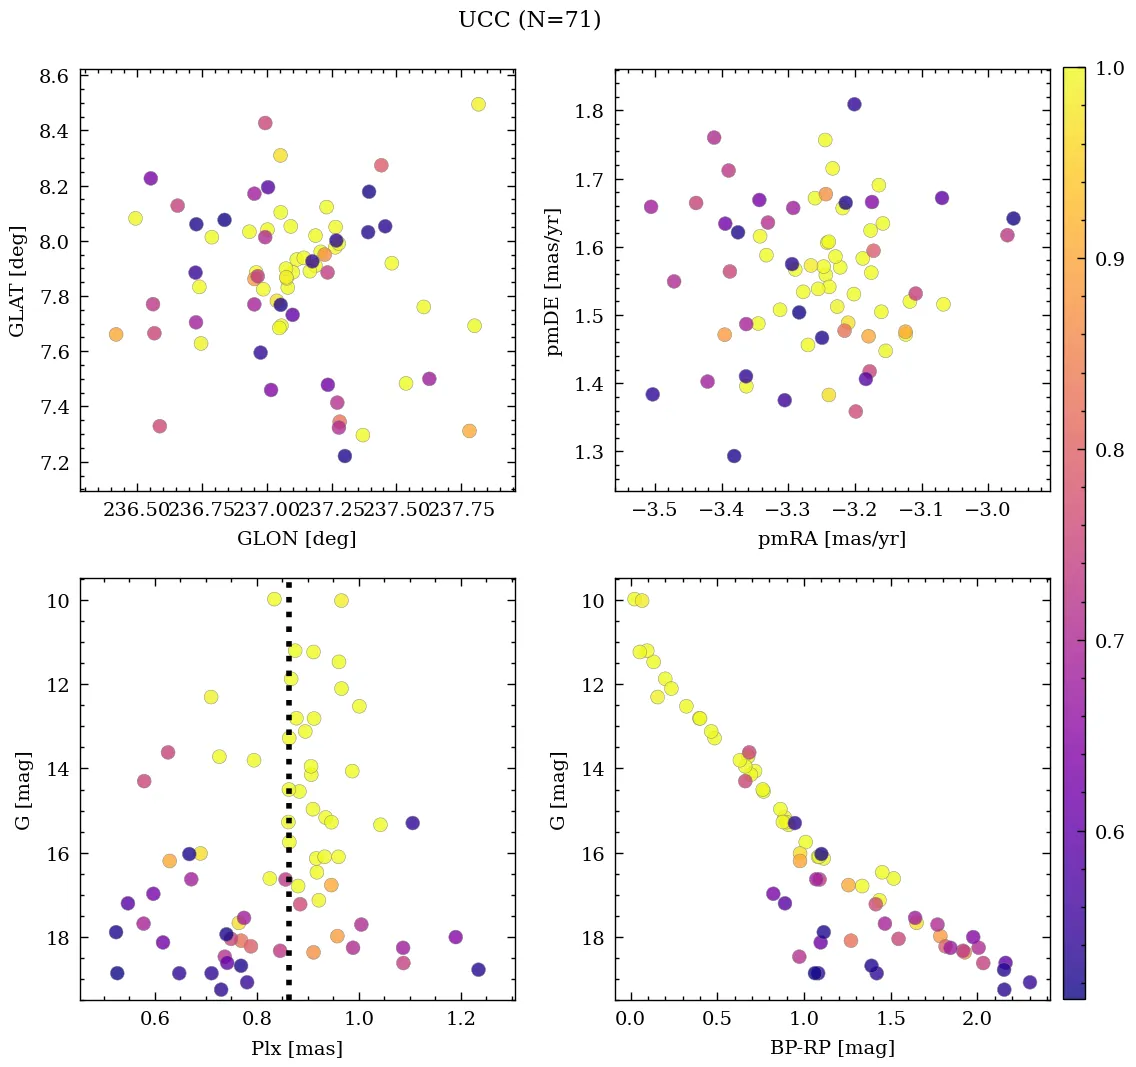 UCC (N=71)
8.6
8.4
8.2
8.0
7.8
7.6
7.4
7.2
GLAT [deg]
236.50 236.75 237.00 237.25 237.50 237.75
GLON [deg]
1.8
1.7
1.6
1.5
1.4
1.3
pmDE [mas/yr]
−3.5 −3.4 −3.3 −3.2 −3.1 −3.0
pmRA [mas/yr]
10
12
14
16
18
G [mag]
0.6 0.8 1.0 1.2
Plx [mas]
10
12
14
16
18
G [mag]
0.0 0.5 1.0 1.5 2.0
BP-RP [mag]
1.0
0.9
0.8
0.7
0.6